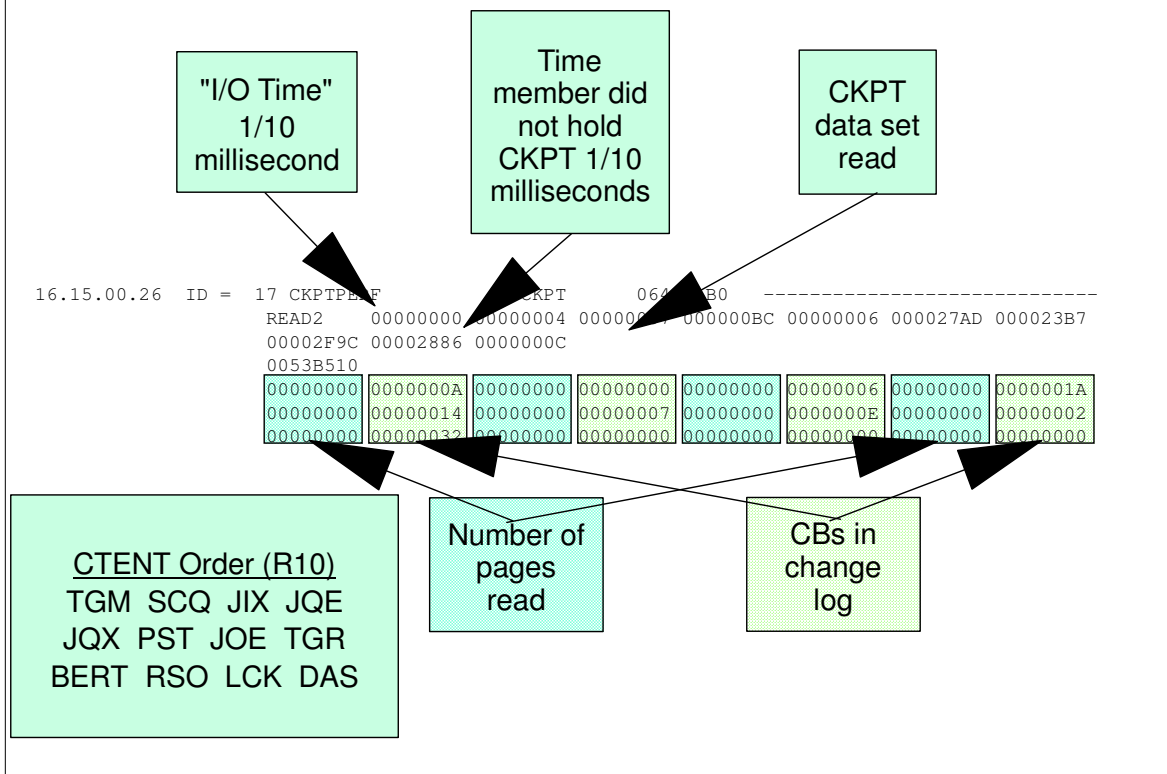 "I/O Time"
1/10
millisecond
Time
member did
not hold
CKPT 1/10
milliseconds
CKPT
data set
read
16.15.00.26 ID = 17 ----------------------------
READ2 00000000 00000004 000000BC 00000006 000027AD 000023B7
00002F9C 00002886 0000000C
0053B510
00000000 0000000A 00000000 00000000 00000000 00000006 00000000 0000001A
00000000 00000014 00000000 00000007 00000000 0000000E 00000000 00000002
00000000 00000032 00000000 00000000 00000000 00000000 00000000 00000000
CTENT Order (R10)
TGM SCQ JIX JQE
JQX PST JOE TGR
BERT RSO LCK DAS
Number of
pages
read
CBs in
change
log